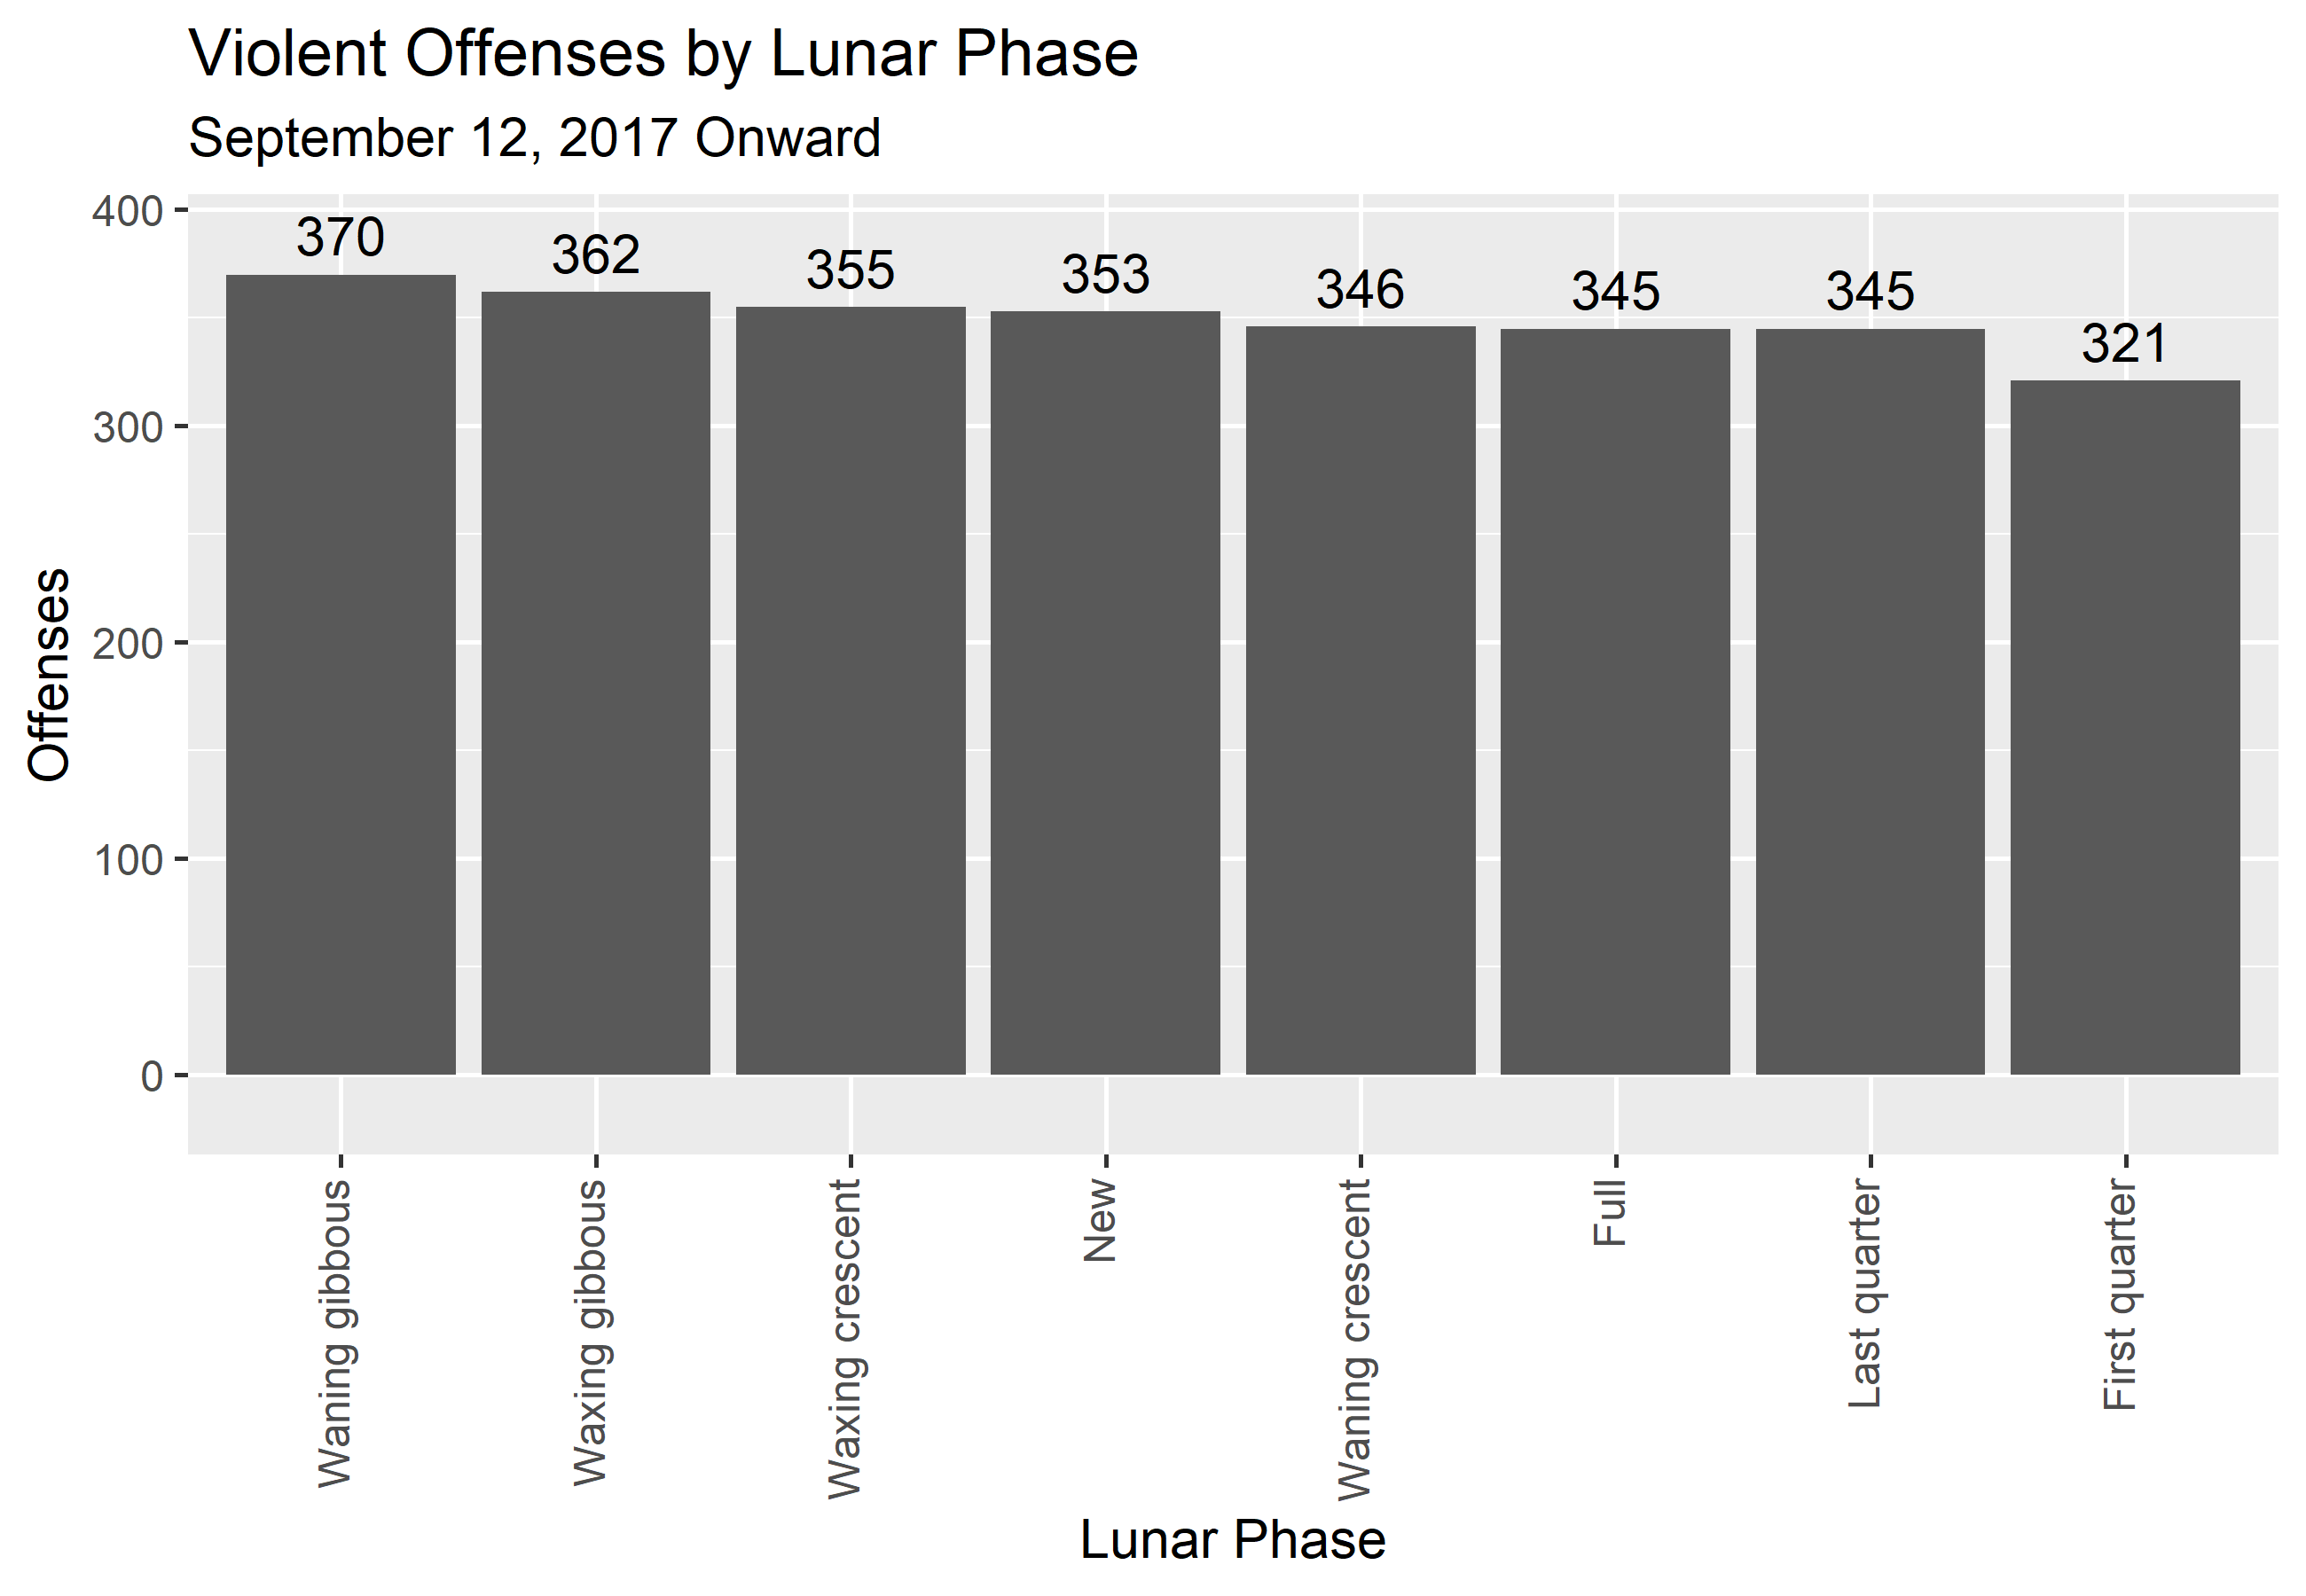 Violent Offenses by Lunar Phase
September 12, 2017 Onward
400
300
200
100
0
Offenses
370
362
355
353
346
345
345
321
Waning gibbous
Waxing gibbous
Waxing crescent
New
Waning crescent
Full
Last quarter
First quarter
Lunar Phase